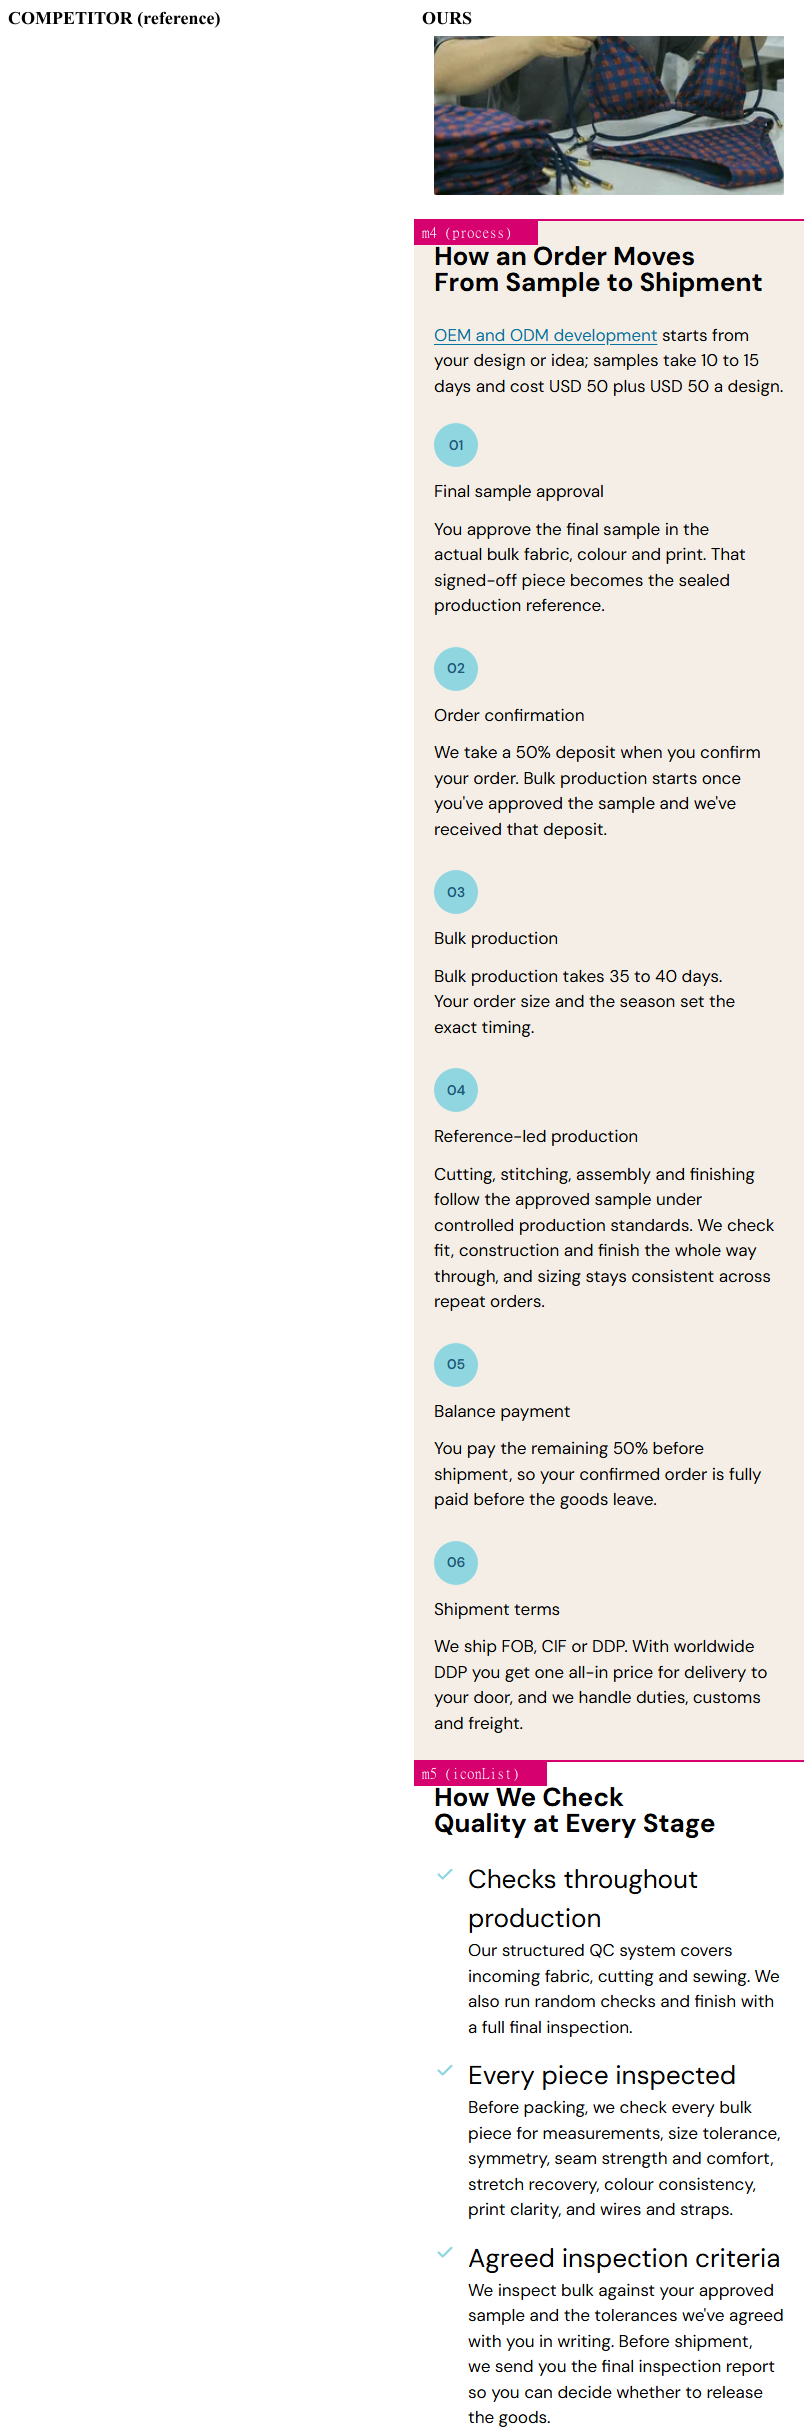 COMPETITOR (reference)
OURS
m4 (process)
How an Order Moves
From Sample to Shipment
OEM and ODM development starts from
your design or idea; samples take 10 to 15
days and cost USD 50 plus USD 50 a design.
01
Final sample approval
You approve the final sample in the
actual bulk fabric, colour and print. That
signed-off piece becomes the sealed
production reference.
02
Order confirmation
We take a 50% deposit when you confirm
your order. Bulk production starts once
you've approved the sample and we've
received that deposit.
03
Bulk production
Bulk production takes 35 to 40 days.
Your order size and the season set the
exact timing.
04
Reference-led production
Cutting, stitching, assembly and finishing
follow the approved sample under
controlled production standards. We check
fit, construction and finish the whole way
through, and sizing stays consistent across
repeat orders.
05
Balance payment
You pay the remaining 50% before
shipment, so your confirmed order is fully
paid before the goods leave.
06
Shipment terms
We ship FOB, CIF or DDP. With worldwide
DDP you get one all-in price for delivery to
your door, and we handle duties, customs
and freight.
m5 (iconList)
How We Check
Quality at Every Stage
Checks throughout
production
Our structured QC system covers
incoming fabric, cutting and sewing. We
also run random checks and finish with
a full final inspection.
Every piece inspected
Before packing, we check every bulk
piece for measurements, size tolerance,
symmetry, seam strength and comfort,
stretch recovery, colour consistency,
print clarity, and wires and straps.
Agreed inspection criteria
We inspect bulk against your approved
sample and the tolerances we've agreed
with you in writing. Before shipment,
we send you the final inspection report
so you can decide whether to release
the goods.